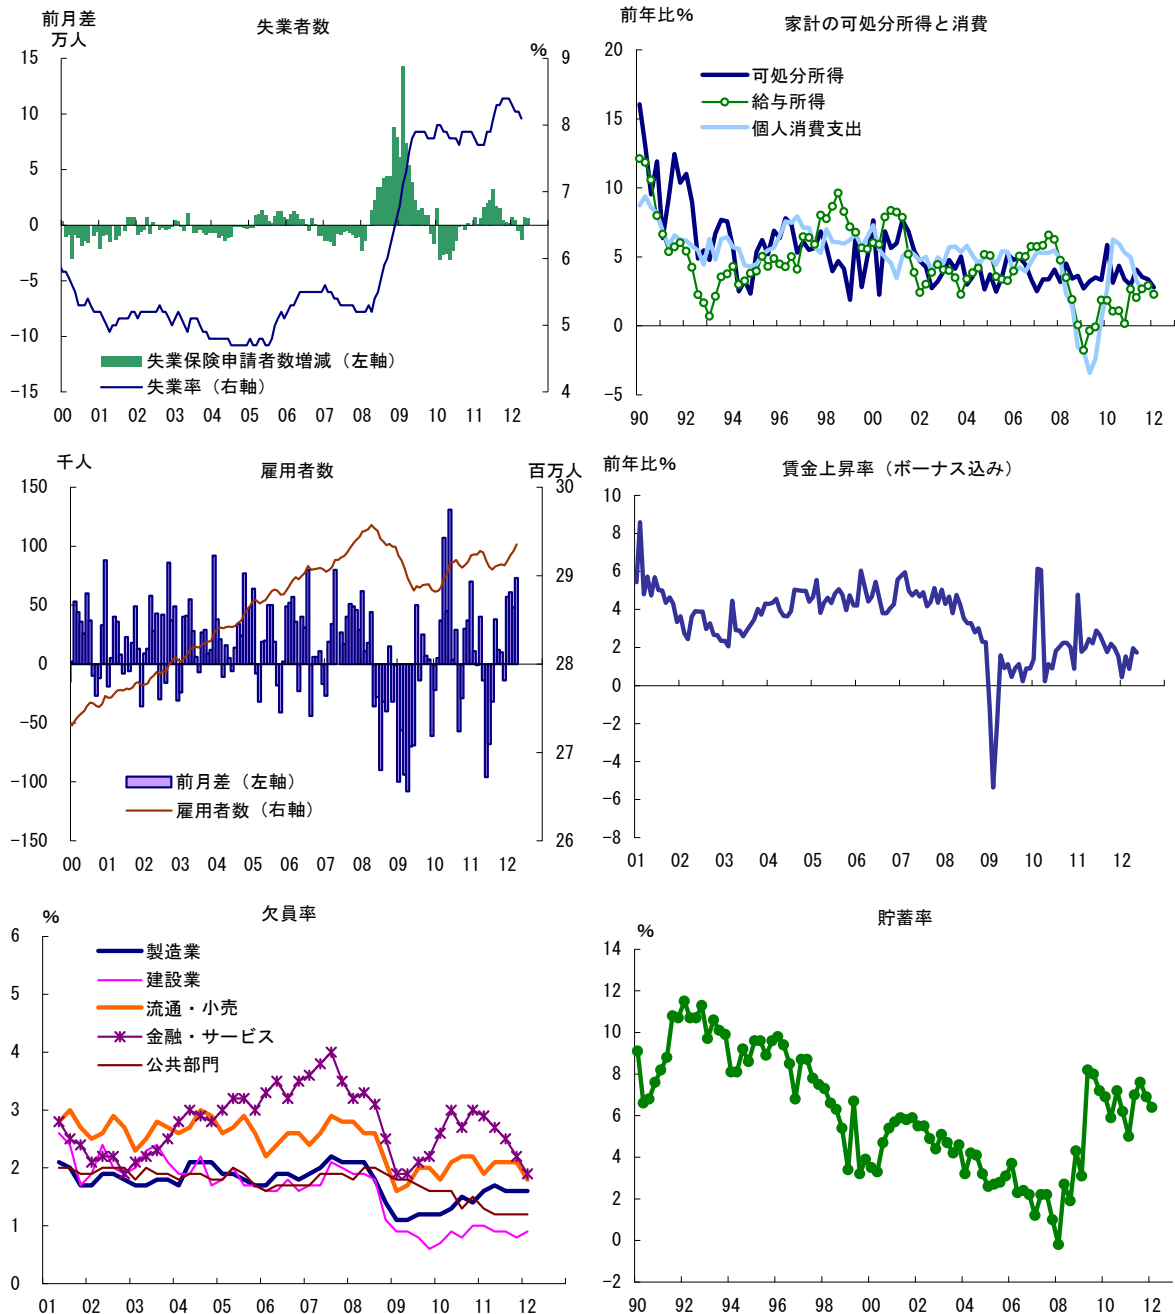 失業者数
前月差
万人
%
15
10
5
0
−5
−10
−15
9
8
7
6
5
4
失業保険申請者数増減（左軸）
失業率（右軸）
00 01 02 03 04 05 06 07 08 09 10 11 12
家計の可処分所得と消費
前年比%
20
15
10
5
0
−5
可処分所得
給与所得
個人消費支出
90 92 94 96 98 00 02 04 06 08 10 12
雇用者数
千人
百万人
150
100
50
0
−50
−100
−150
30
29
28
27
26
前月差（左軸）
雇用者数（右軸）
00 01 02 03 04 05 06 07 08 09 10 11 12
賃金上昇率（ボーナス込み）
前年比%
10
8
6
4
2
0
−2
−4
−6
−8
01 02 03 04 05 06 07 08 09 10 11 12
欠員率
%
6
5
4
3
2
1
0
製造業
建設業
流通・小売
金融・サービス
公共部門
01 02 03 04 05 06 07 08 09 10 11 12
貯蓄率
%
14
12
10
8
6
4
2
0
−2
90 92 94 96 98 00 02 04 06 08 10 12